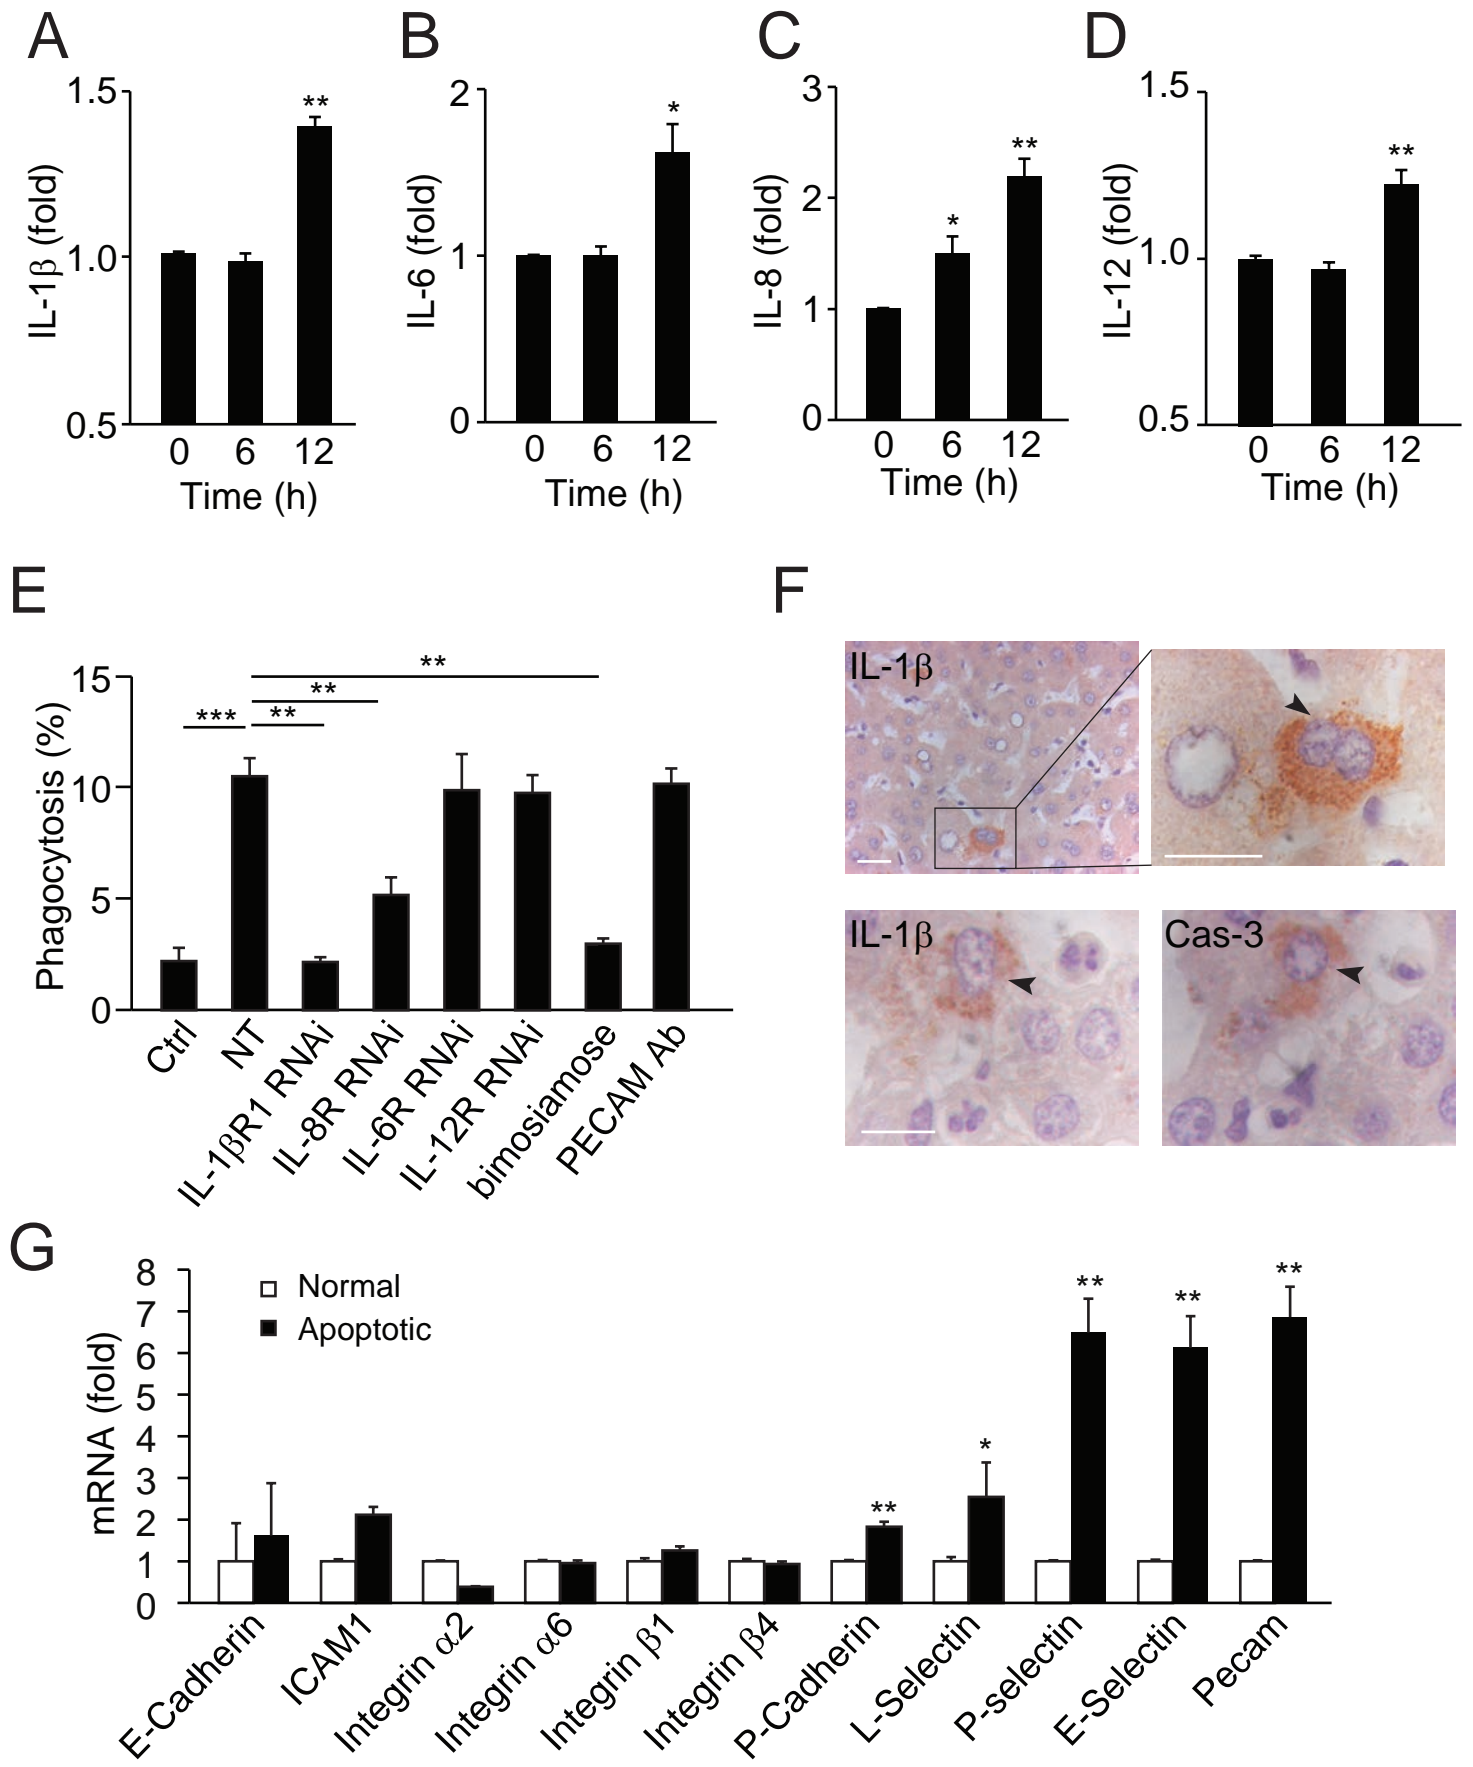 A
B
C
D
1.5
1.0
0.5
IL-1β (fold)
**
0 6 12
Time (h)
2
1
0
IL-6 (fold)
*
0 6 12
Time (h)
3
2
1
0
IL-8 (fold)
*
**
0 6 12
Time (h)
1.5
1.0
0.5
IL-12 (fold)
**
0 6 12
Time (h)
E
15
10
5
0
Phagocytosis (%)
**
**
***
**
Ctrl
NT
IL-1βR1 RNAi
IL-8R RNAi
IL-6R RNAi
IL-12R RNAi
bimosiamose
PECAM Ab
F
IL-1β
IL-1β
Cas-3
G
8
7
6
5
4
3
2
1
0
mRNA (fold)
Normal
Apoptotic
**
*
**
**
**
E-Cadherin
ICAM1
Integrin α2
Integrin α6
Integrin β1
Integrin β4
P-Cadherin
L-Selectin
P-selectin
E-Selectin
Pecam